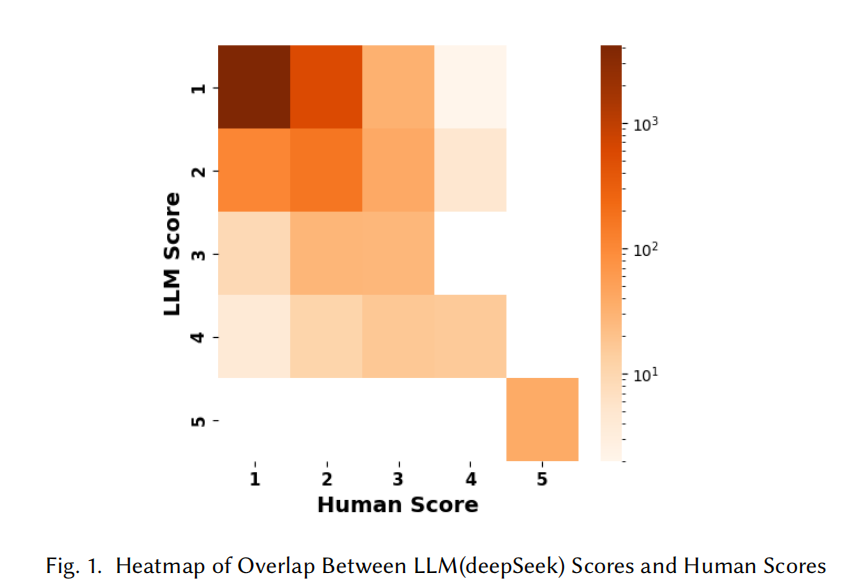 1
2
3
4
5
LLM Score
1 2 3 4 5
Human Score
10³
10²
10¹
Fig. 1. Heatmap of Overlap Between LLM(deepSeek) Scores and Human Scores